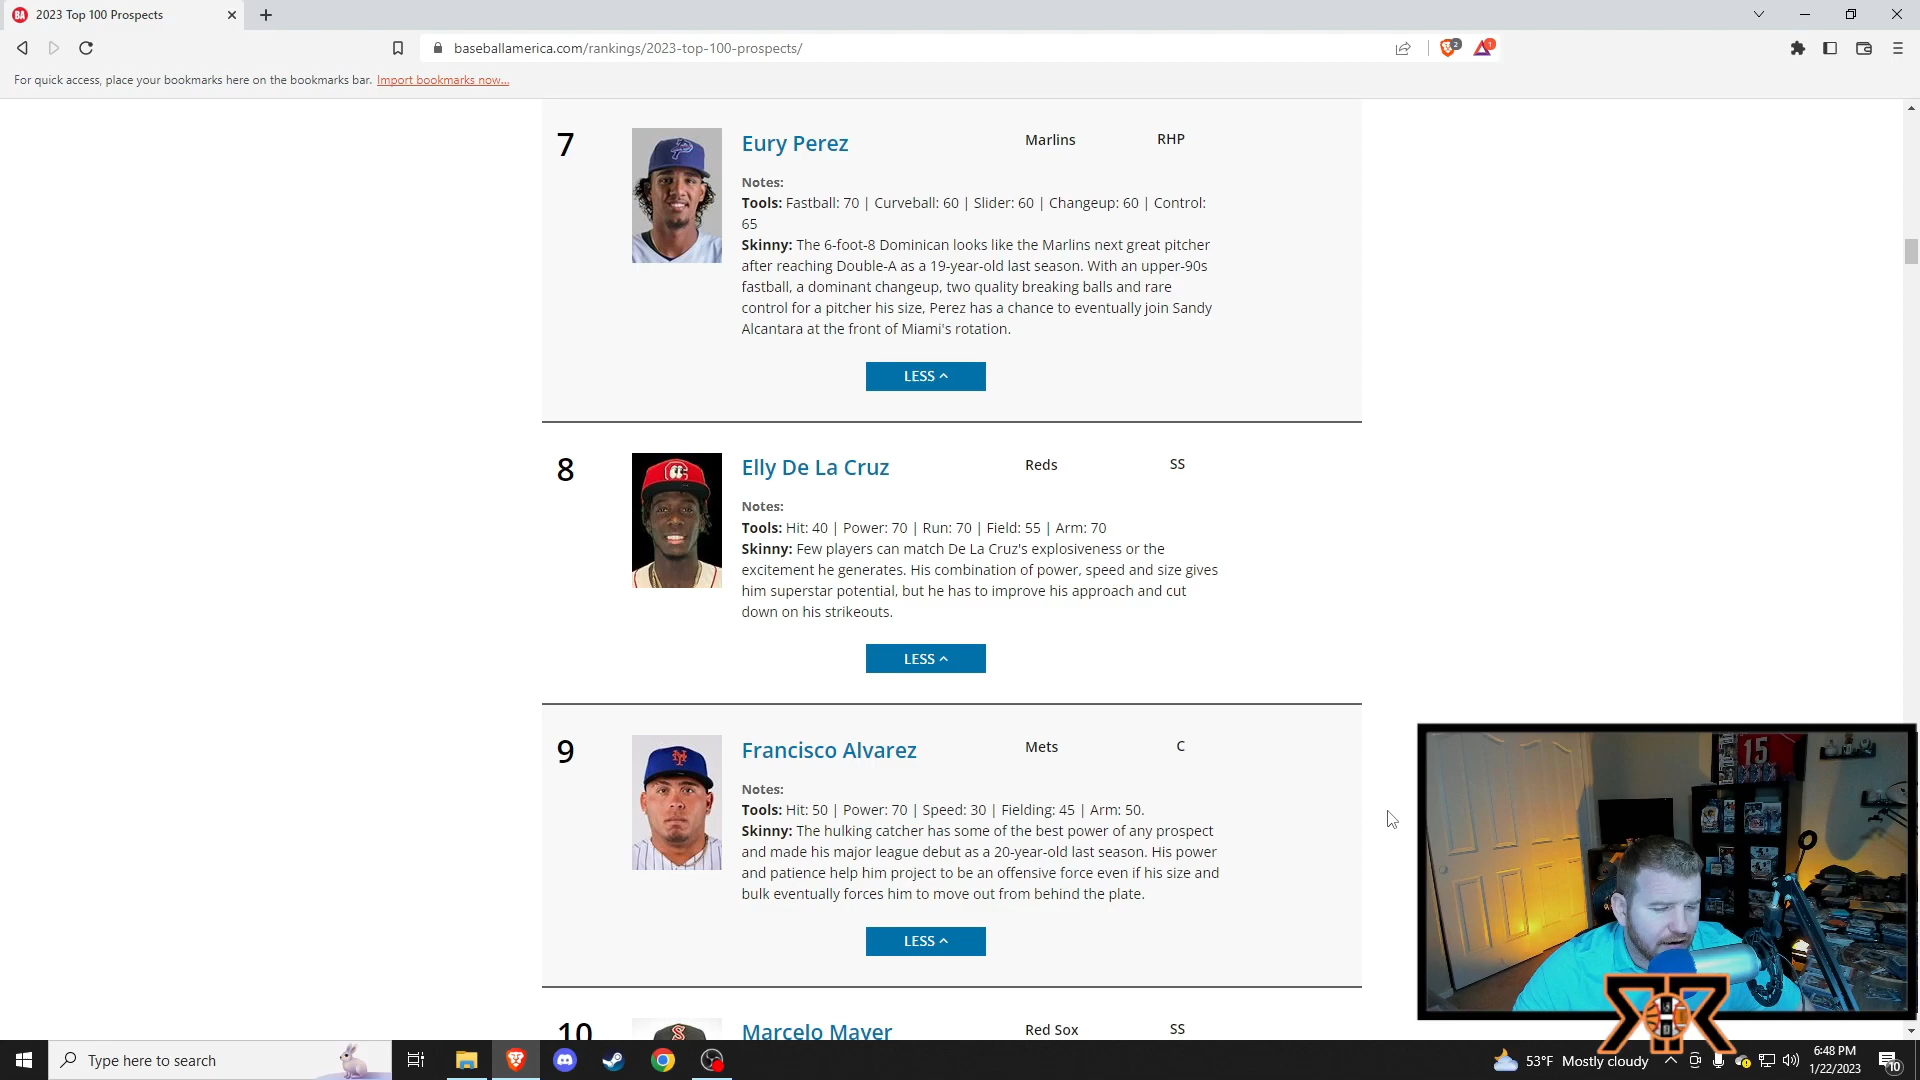 2023 Top 100 Prospects
baseballamerica.com/rankings/2023-top-100-prospects/
2
1
For quick access, place your bookmarks here on the bookmarks bar. Import bookmarks now...
7
Eury Perez
Marlins
RHP
Notes:
Tools: Fastball: 70 | Curveball: 60 | Slider: 60 | Changeup: 60 | Control:
65
Skinny: The 6-foot-8 Dominican looks like the Marlins next great pitcher
after reaching Double-A as a 19-year-old last season. With an upper-90s
fastball, a dominant changeup, two quality breaking balls and rare
control for a pitcher his size, Perez has a chance to eventually join Sandy
Alcantara at the front of Miami's rotation.
LESS
8
Elly De La Cruz
Reds
SS
Notes:
Tools: Hit: 40 | Power: 70 | Run: 70 | Field: 55 | Arm: 70
Skinny: Few players can match De La Cruz's explosiveness or the
excitement he generates. His combination of power, speed and size gives
him superstar potential, but he has to improve his approach and cut
down on his strikeouts.
LESS
9
Francisco Alvarez
Mets
C
Notes:
Tools: Hit: 50 | Power: 70 | Speed: 30 | Fielding: 45 | Arm: 50.
Skinny: The hulking catcher has some of the best power of any prospect
and made his major league debut as a 20-year-old last season. His power
and patience help him project to be an offensive force even if his size and
bulk eventually forces him to move out from behind the plate.
LESS
10
Marcelo Mayer
Red Sox
SS
15
Type here to search
53°F Mostly cloudy
6:48 PM
1/22/2023
10